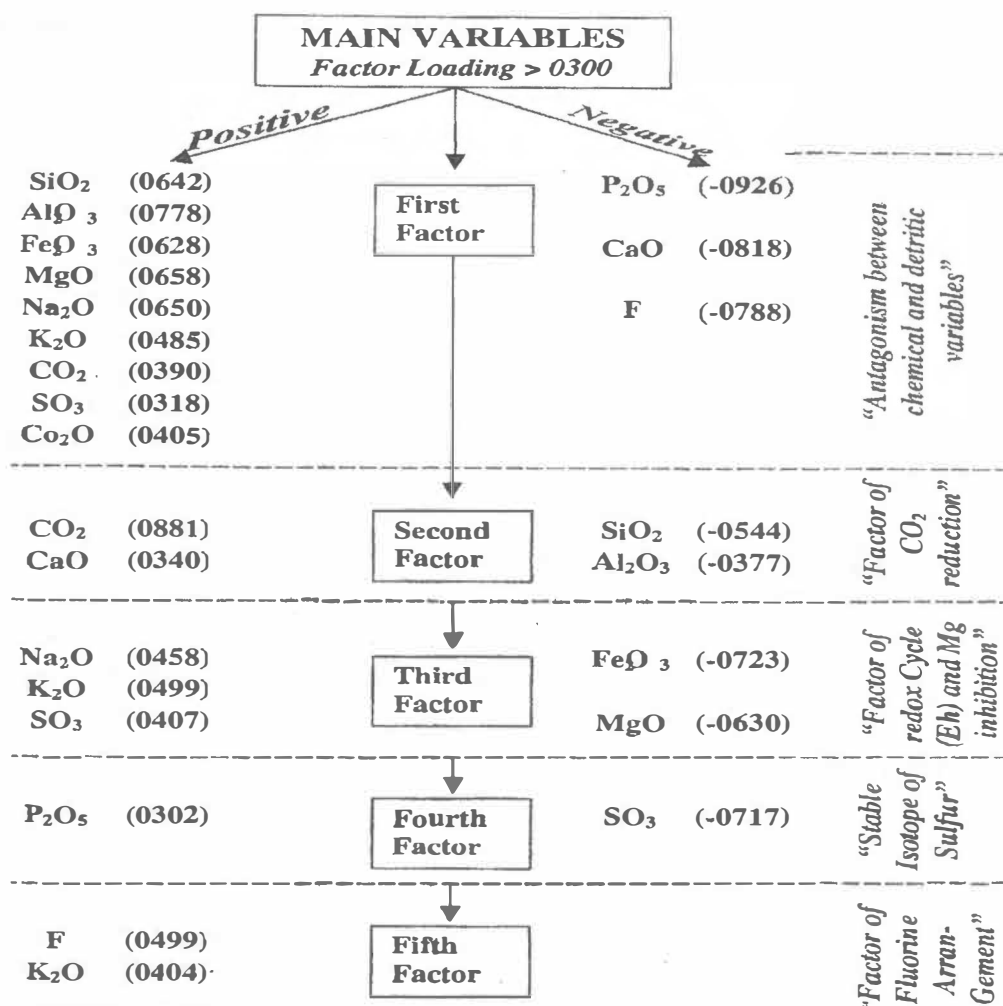 MAIN VARIABLES
Factor Loading > 0300
Positive
Negative
SiO₂ (0642)
AlO 3 (0778)
FeO 3 (0628)
MgO (0658)
Na₂O (0650)
K₂O (0485)
CO₂ (0390)
SO₃ (0318)
Co₂O (0405)
First
Factor
P₂O₅ (-0926)
CaO (-0818)
F (-0788)
"Antagonism between
chemical and detritic
variables"
CO₂ (0881)
CaO (0340)
Second
Factor
SiO₂ (-0544)
Al₂O₃ (-0377)
"Factor of
CO₂
reduction"
Na₂O (0458)
K₂O (0499)
SO₃ (0407)
Third
Factor
FeO 3 (-0723)
MgO (-0630)
"Factor of
redox Cycle
(Eh) and Mg
inhibition"
P₂O₅ (0302)
Fourth
Factor
SO₃ (-0717)
"Stable
Isotope of
Sulfur"
F (0499)
K₂O (0404)
Fifth
Factor
"Factor of
Fluorine
Arran-
Gement"